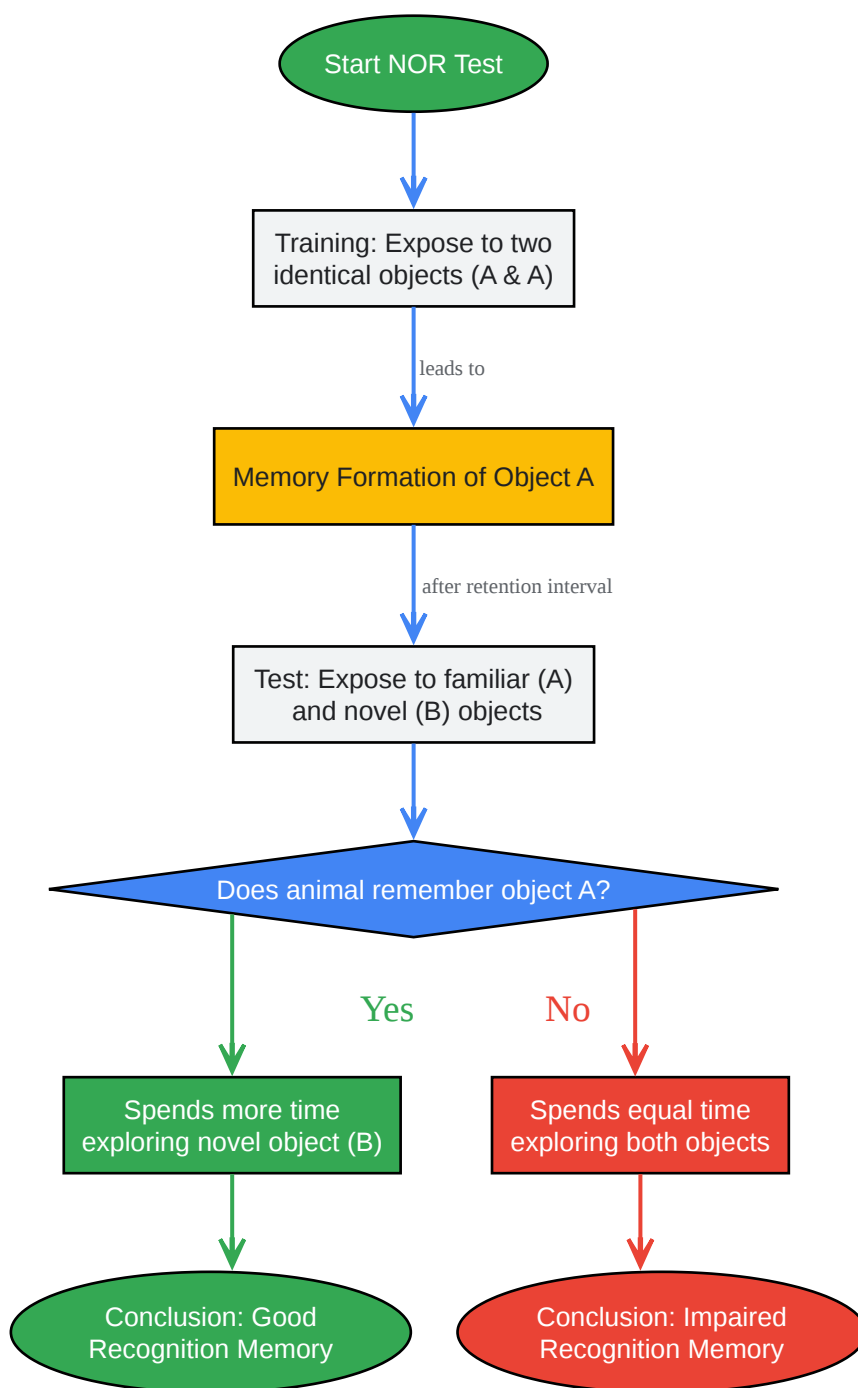 Start NOR Test
Training: Expose to two
identical objects (A & A)
leads to
Memory Formation of Object A
after retention interval
Test: Expose to familiar (A)
and novel (B) objects
Does animal remember object A?
Yes
No
Spends more time
exploring novel object (B)
Spends equal time
exploring both objects
Conclusion: Good
Recognition Memory
Conclusion: Impaired
Recognition Memory